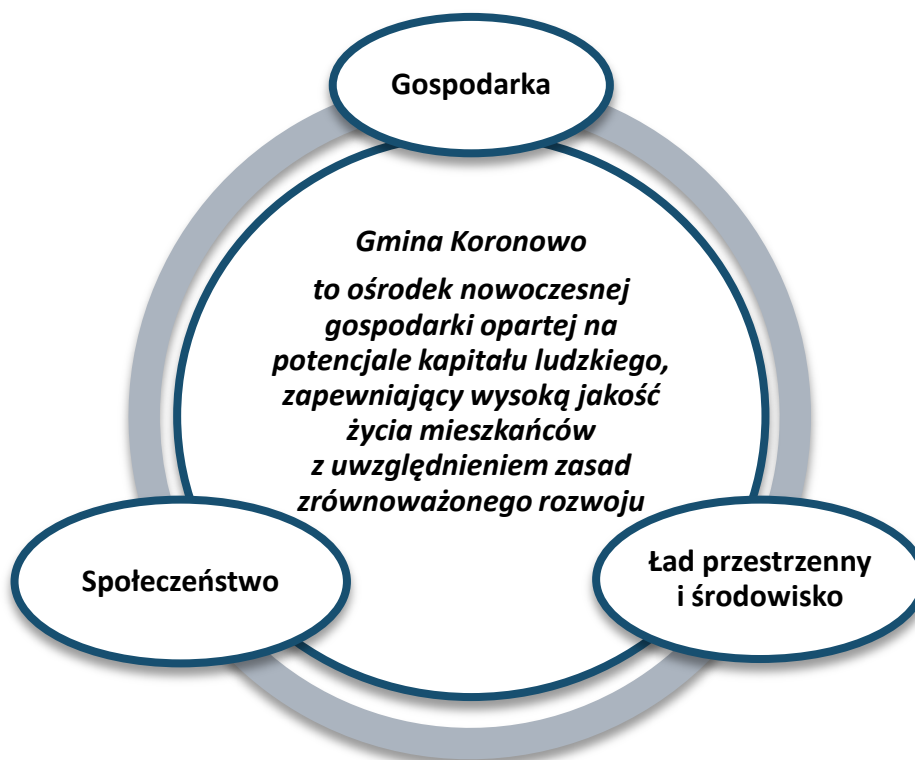 Gospodarka
Gmina Koronowo
to ośrodek nowoczesnej
gospodarki opartej na
potencjale kapitału ludzkiego,
zapewniający wysoką jakość
życia mieszkańców
z uwzględnieniem zasad
zrównoważonego rozwoju
Społeczeństwo
Ład przestrzenny
i środowisko